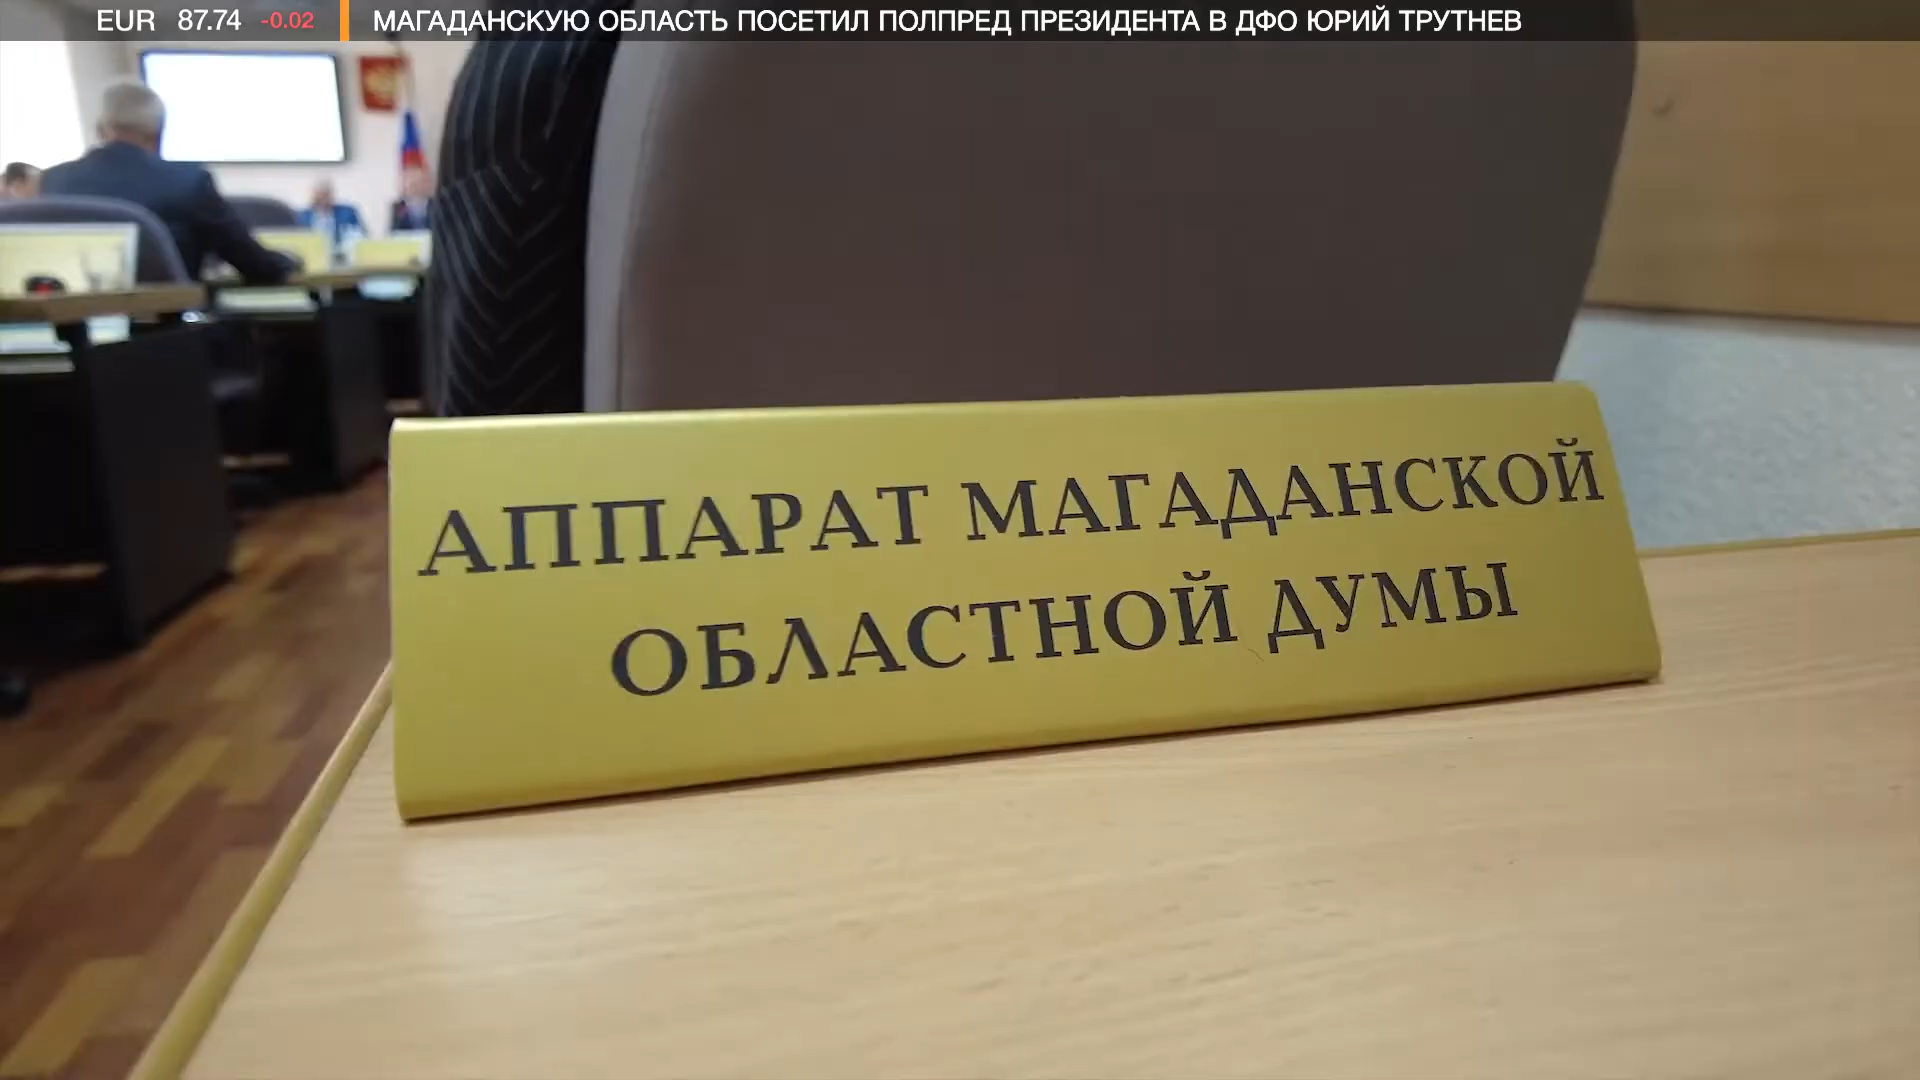 EUR 87.74 -0.02 МАГАДАНСКУЮ ОБЛАСТЬ ПОСЕТИЛ ПОЛПРЕД ПРЕЗИДЕНТА В ДФО ЮРИЙ ТРУТНЕВ
АППАРАТ МАГАДАНСКОЙ
ОБЛАСТНОЙ ДУМЫ